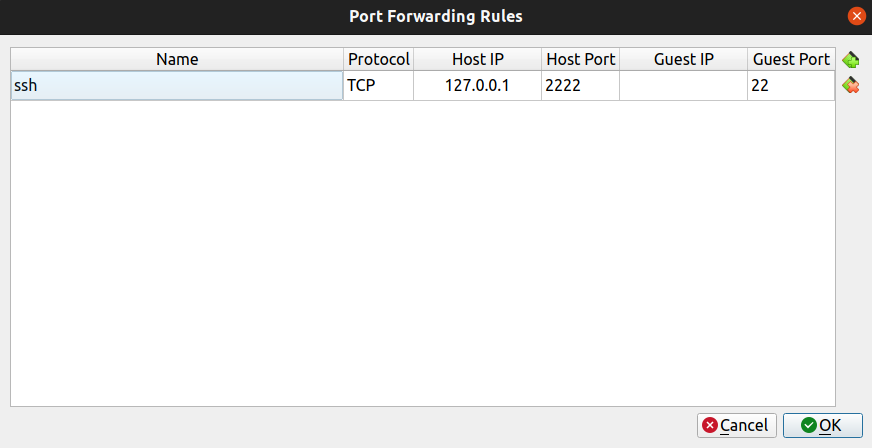 Port Forwarding Rules
Name Protocol Host IP Host Port Guest IP Guest Port
ssh TCP 127.0.0.1 2222 22
Cancel OK